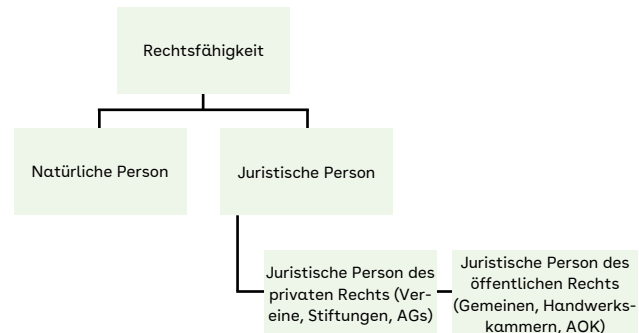 Rechtsfähigkeit
Natürliche Person
Juristische Person
Juristische Person des
privaten Rechts (Ver-
eine, Stiftungen, AGs)
Juristische Person des
öffentlichen Rechts
(Gemeinen, Handwerks-
kammern, AOK)